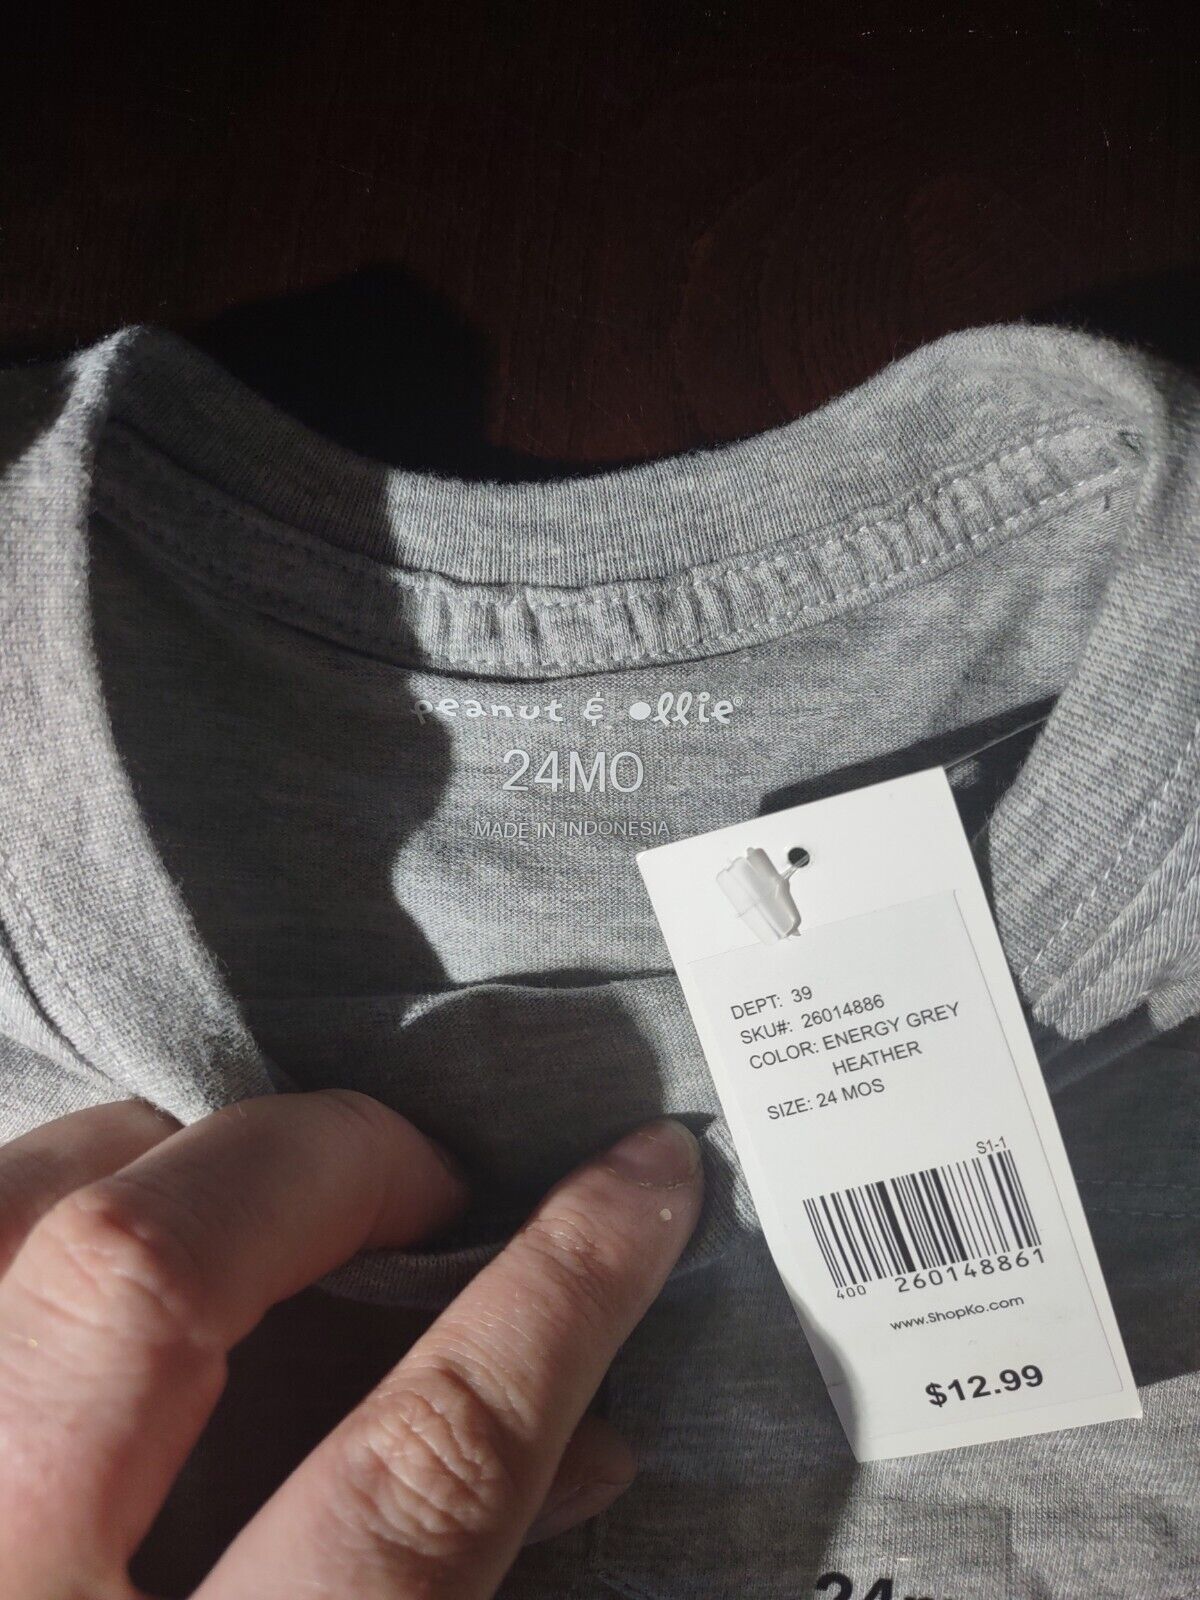 peanut & ollie®
24MO
MADE IN INDONESIA
DEPT: 39
SKU#: 26014886
COLOR: ENERGY GREY
HEATHER
SIZE: 24 MOS
S1-1
400 260148861
www.ShopKo.com
$12.99
24